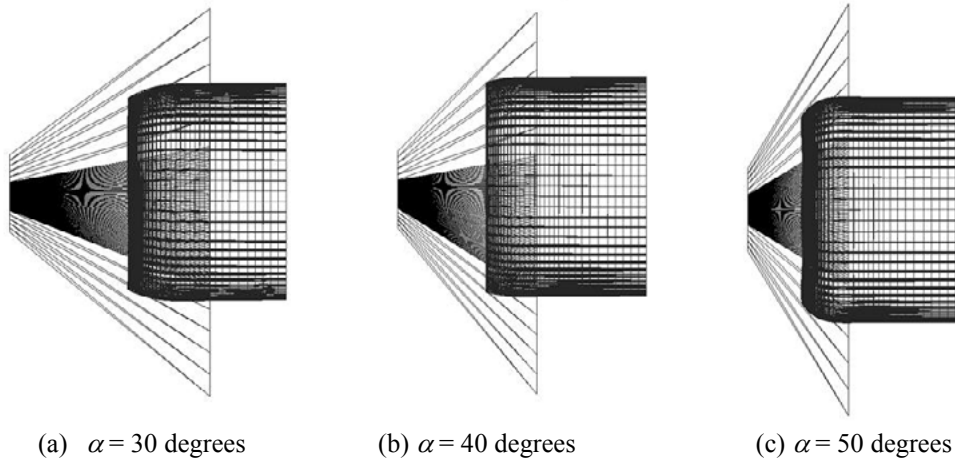 (a) α = 30 degrees
(b) α = 40 degrees
(c) α = 50 degrees